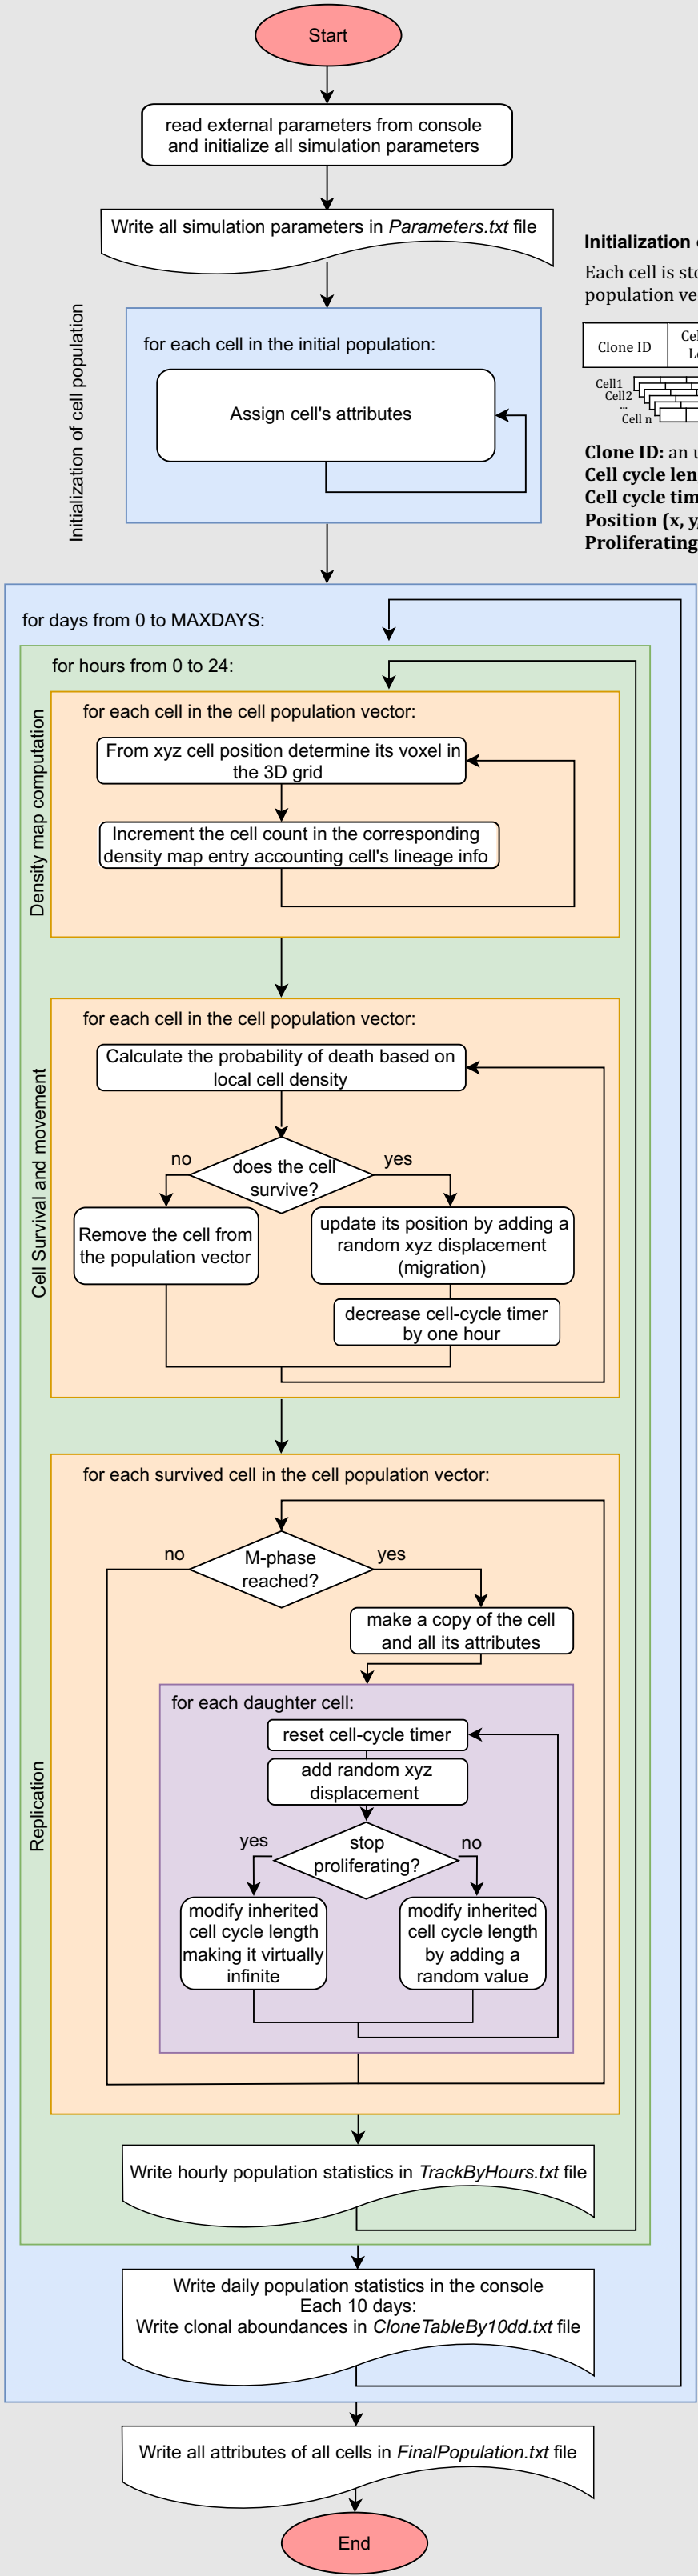 Start
read external parameters from console
and initialize all simulation parameters
Write all simulation parameters in Parameters.txt file
Initialization of cell population
for each cell in the initial population:
Assign cell's attributes
Initialization
Each cell is sto
population ve
Clone ID
Ce
L
Cell1
Cell2
...
Cell n
Clone ID: an u
Cell cycle len
Cell cycle tim
Position (x, y,
Proliferating
for days from 0 to MAXDAYS:
for hours from 0 to 24:
Density map computation
for each cell in the cell population vector:
From xyz cell position determine its voxel in
the 3D grid
Increment the cell count in the corresponding
density map entry accounting cell's lineage info
Cell Survival and movement
for each cell in the cell population vector:
Calculate the probability of death based on
local cell density
no
does the cell
survive?
yes
Remove the cell from
the population vector
update its position by adding a
random xyz displacement
(migration)
decrease cell-cycle timer
by one hour
Replication
for each survived cell in the cell population vector:
no
M-phase
reached?
yes
make a copy of the cell
and all its attributes
for each daughter cell:
reset cell-cycle timer
add random xyz
displacement
yes
stop
proliferating?
no
modify inherited
cell cycle length
making it virtually
infinite
modify inherited
cell cycle length
by adding a
random value
Write hourly population statistics in TrackByHours.txt file
Write daily population statistics in the console
Each 10 days:
Write clonal aboundances in CloneTableBy10dd.txt file
Write all attributes of all cells in FinalPopulation.txt file
End